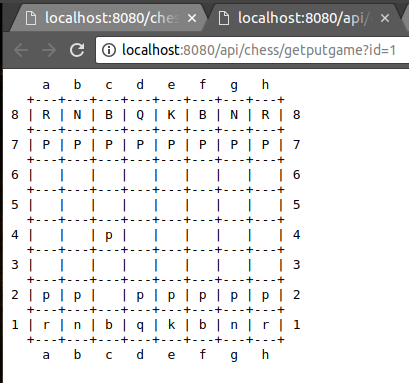 localhost:8080/ches localhost:8080/api/
localhost:8080/api/chess/getputgame?id=1
    a   b   c   d   e   f   g   h
  +---+---+---+---+---+---+---+---+
8 | R | N | B | Q | K | B | N | R | 8
  +---+---+---+---+---+---+---+---+
7 | P | P | P | P | P | P | P | P | 7
  +---+---+---+---+---+---+---+---+
6 |   |   |   |   |   |   |   |   | 6
  +---+---+---+---+---+---+---+---+
5 |   |   |   |   |   |   |   |   | 5
  +---+---+---+---+---+---+---+---+
4 |   |   | p |   |   |   |   |   | 4
  +---+---+---+---+---+---+---+---+
3 |   |   |   |   |   |   |   |   | 3
  +---+---+---+---+---+---+---+---+
2 | p | p |   | p | p | p | p | p | 2
  +---+---+---+---+---+---+---+---+
1 | r | n | b | q | k | b | n | r | 1
  +---+---+---+---+---+---+---+---+
    a   b   c   d   e   f   g   h